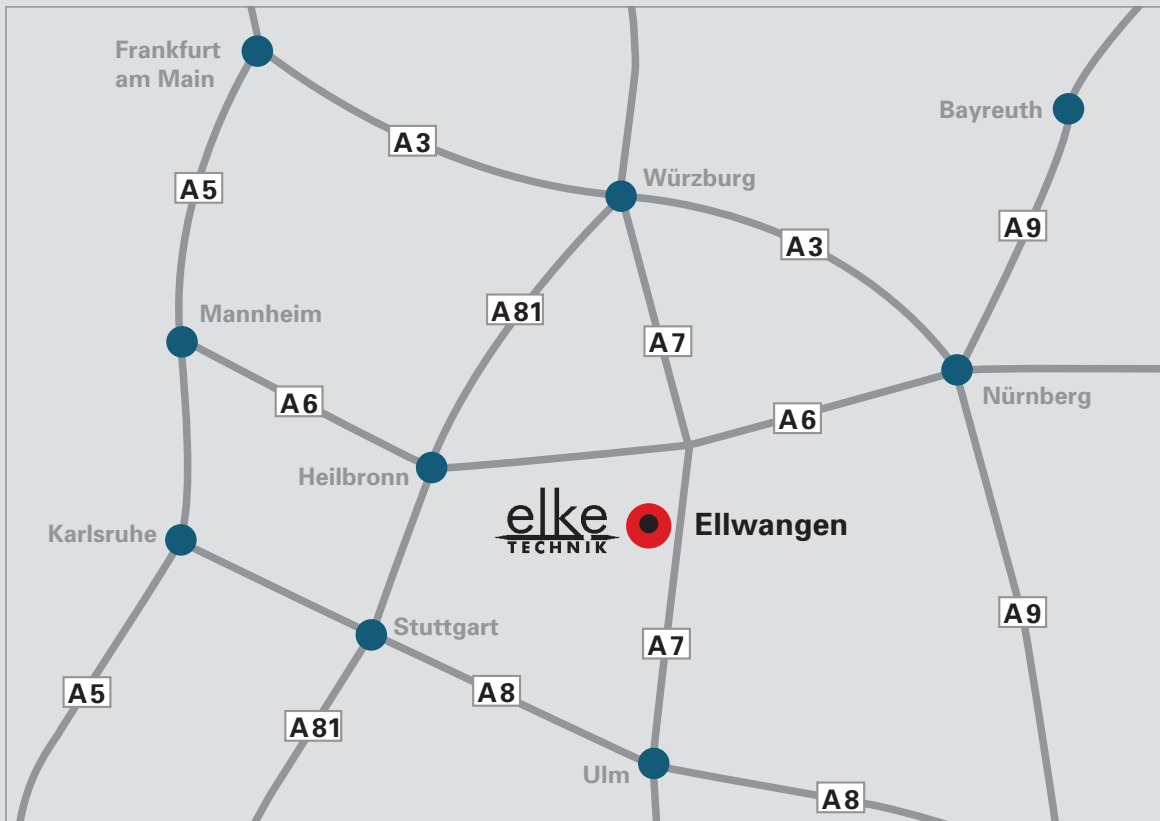 Frankfurt
am Main
Bayreuth
A3
Würzburg
A5
A9
A3
A81
Mannheim
A7
Nürnberg
A6
A6
Heilbronn
elke
TECHNIK
Ellwangen
Karlsruhe
A9
Stuttgart
A7
A5
A8
A81
Ulm
A8